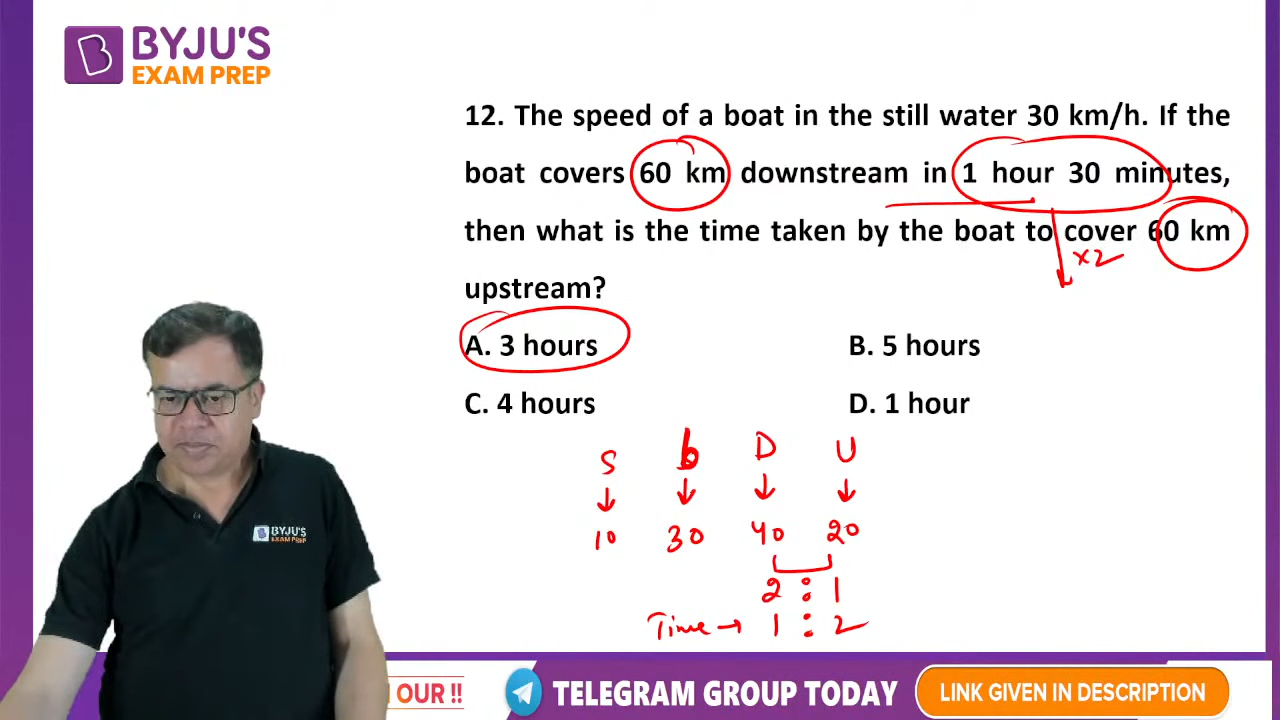 BYJU'S
EXAM PREP
12. The speed of a boat in the still water 30 km/h. If the
boat covers 60 km downstream in 1 hour 30 minutes,
then what is the time taken by the boat to cover 60 km
×2
upstream?
A. 3 hours
B. 5 hours
C. 4 hours
D. 1 hour
S b D U
10 30 40 20
2 : 1
Time → 1 : 2
BYJU'S
EXAM PREP
OUR !!
TELEGRAM GROUP TODAY
LINK GIVEN IN DESCRIPTION